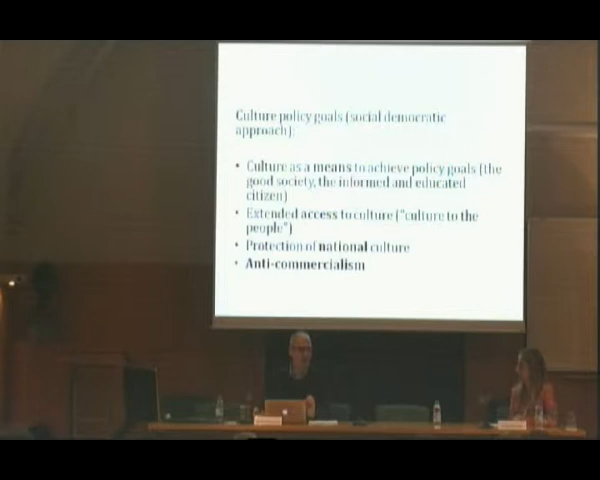 Culture policy goals (social democratic
approach):
• Culture as a means to achieve policy goals (the
good society, the informed and educated
citizen)
• Extended access to culture ("culture to the
people")
• Protection of national culture
• Anti-commercialism